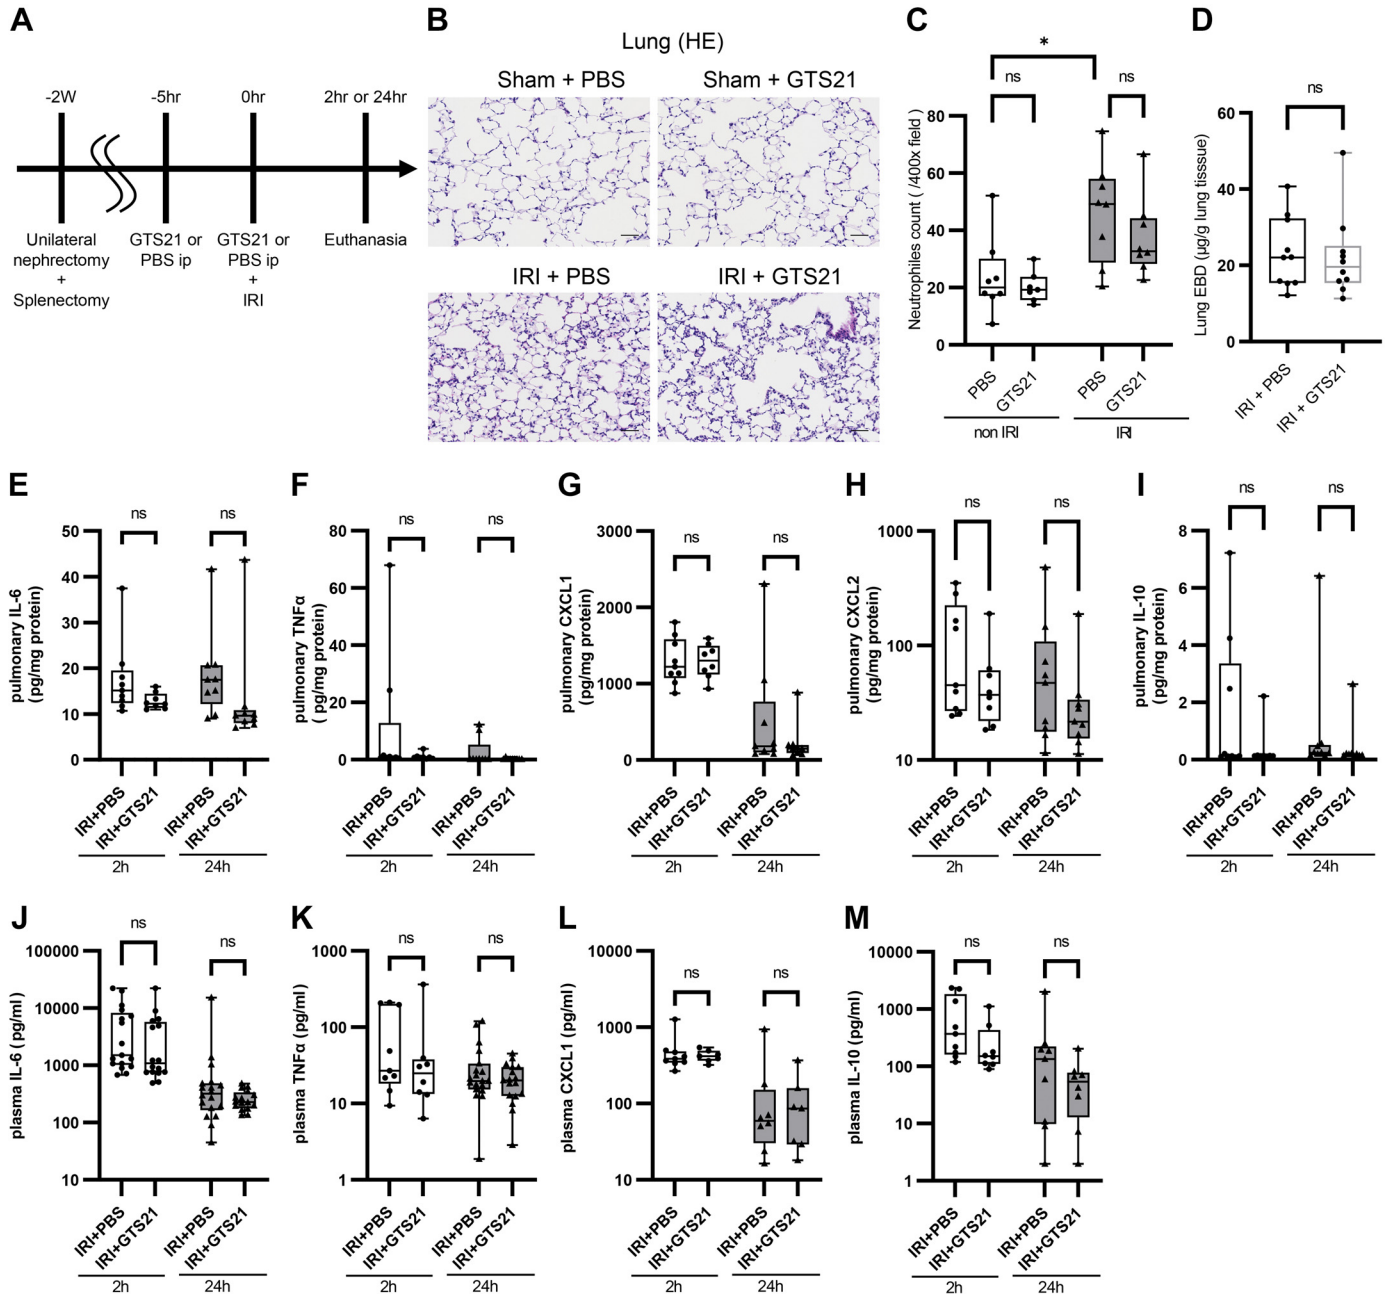 A
-2W
-5hr
0hr
2hr or 24hr
Unilateral
nephrectomy
+
Splenectomy
GTS21 or
PBS ip
GTS21 or
PBS ip
+
IRI
Euthanasia
B
Lung (HE)
Sham + PBS
Sham + GTS21
IRI + PBS
IRI + GTS21
C
*
ns
ns
Neutrophiles count ( /400x field )
80
60
40
20
0
PBS
GTS21
PBS
GTS21
non IRI
IRI
D
ns
Lung EBD (μg/g lung tisssue)
60
40
20
0
IRI + PBS
IRI + GTS21
E
ns
ns
pulmonary IL-6
(pg/mg protein)
50
40
30
20
10
0
IRI+PBS
IRI+GTS21
IRI+PBS
IRI+GTS21
2h
24h
F
ns
ns
pulmonary TNFα
( pg/mg protein)
80
60
40
20
0
IRI+PBS
IRI+GTS21
IRI+PBS
IRI+GTS21
2h
24h
G
ns
ns
pulmonary CXCL1
(pg/mg protein)
3000
2000
1000
0
IRI+PBS
IRI+GTS21
IRI+PBS
IRI+GTS21
2h
24h
H
ns
ns
pulmonary CXCL2
(pg/mg protein)
1000
100
10
IRI+PBS
IRI+GTS21
IRI+PBS
IRI+GTS21
2h
24h
I
ns
ns
pulmonary IL-10
(pg/mg protein)
8
6
4
2
0
IRI+PBS
IRI+GTS21
IRI+PBS
IRI+GTS21
2h
24h
J
ns
ns
plasma IL-6 (pg/ml)
100000
10000
1000
100
10
IRI+PBS
IRI+GTS21
IRI+PBS
IRI+GTS21
2h
24h
K
ns
ns
plasma TNFα (pg/ml)
1000
100
10
1
IRI+PBS
IRI+GTS21
IRI+PBS
IRI+GTS21
2h
24h
L
ns
ns
plasma CXCL1 (pg/ml)
10000
1000
100
10
IRI+PBS
IRI+GTS21
IRI+PBS
IRI+GTS21
2h
24h
M
ns
ns
plasma IL-10 (pg/ml)
10000
1000
100
10
1
IRI+PBS
IRI+GTS21
IRI+PBS
IRI+GTS21
2h
24h